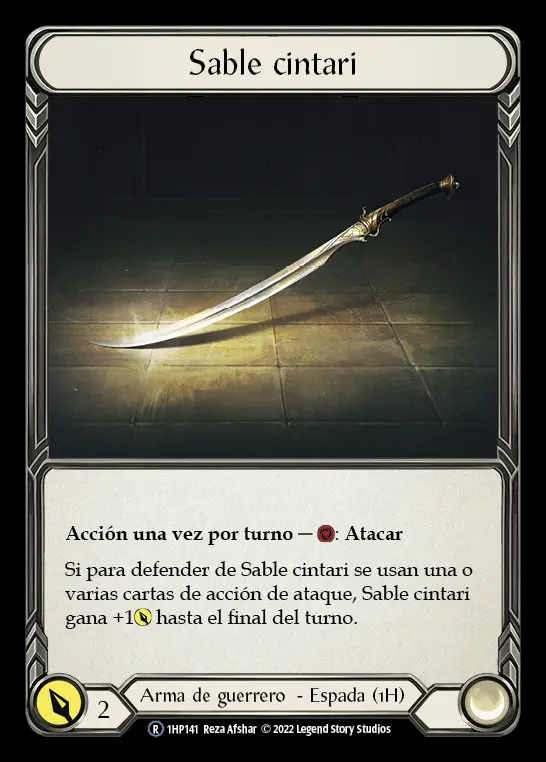 Sable cintari
Acción una vez por turno — : Atacar
Si para defender de Sable cintari se usan una o
varias cartas de acción de ataque, Sable cintari
gana +1 hasta el final del turno.
2
Arma de guerrero - Espada (1H)
R 1HP141 Reza Afshar © 2022 Legend Story Studios